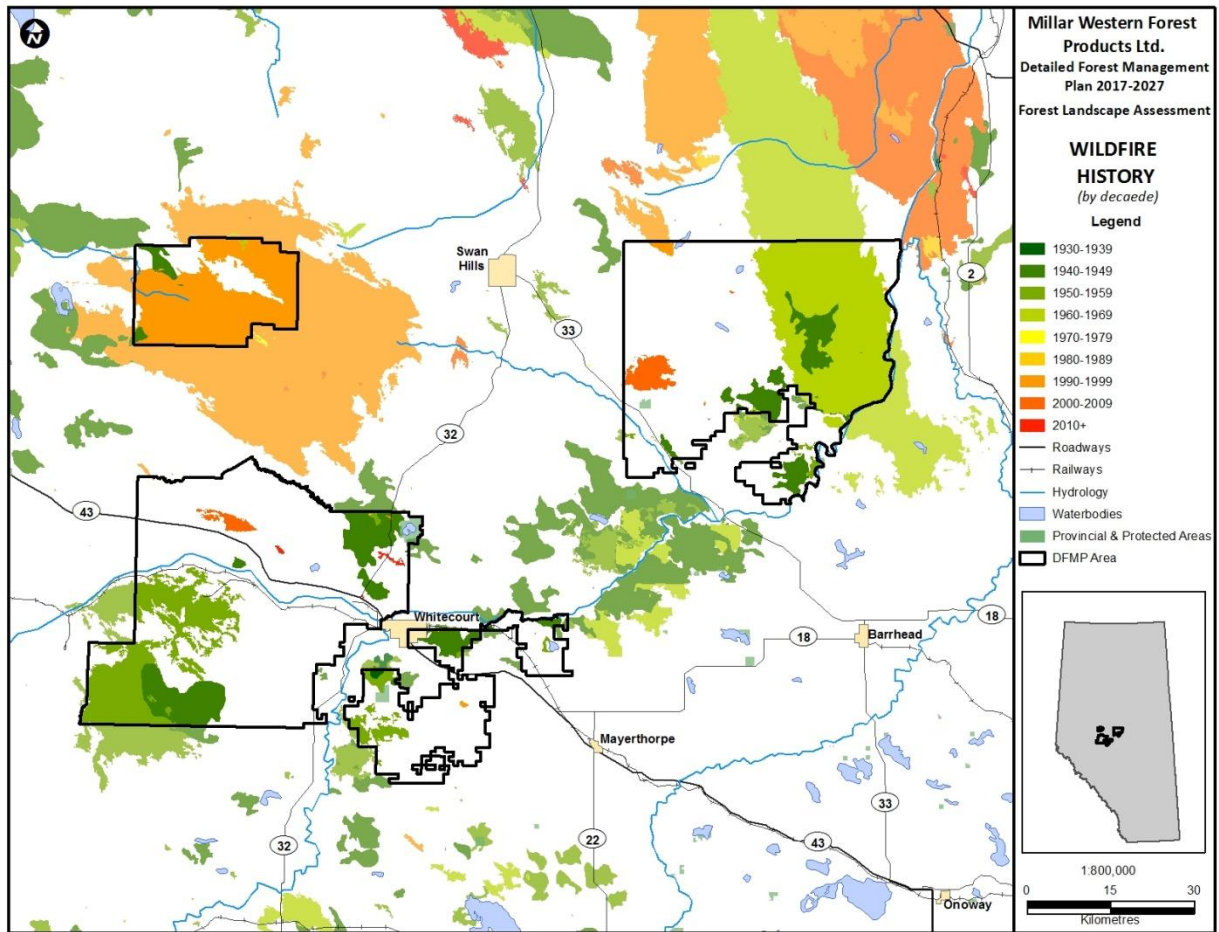 N
Swan
Hills
2
33
32
43
Whitecourt
18
18
Barrhead
Mayerthorpe
33
32
22
43
Onoway
Millar Western Forest
Products Ltd.
Detailed Forest Management
Plan 2017-2027
Forest Landscape Assessment
WILDFIRE
HISTORY
(by decaede)
Legend
1930-1939
1940-1949
1950-1959
1960-1969
1970-1979
1980-1989
1990-1999
2000-2009
2010+
Roadways
Railways
Hydrology
Waterbodies
Provincial & Protected Areas
DFMP Area
1:800,000
0 15 30
Kilometres